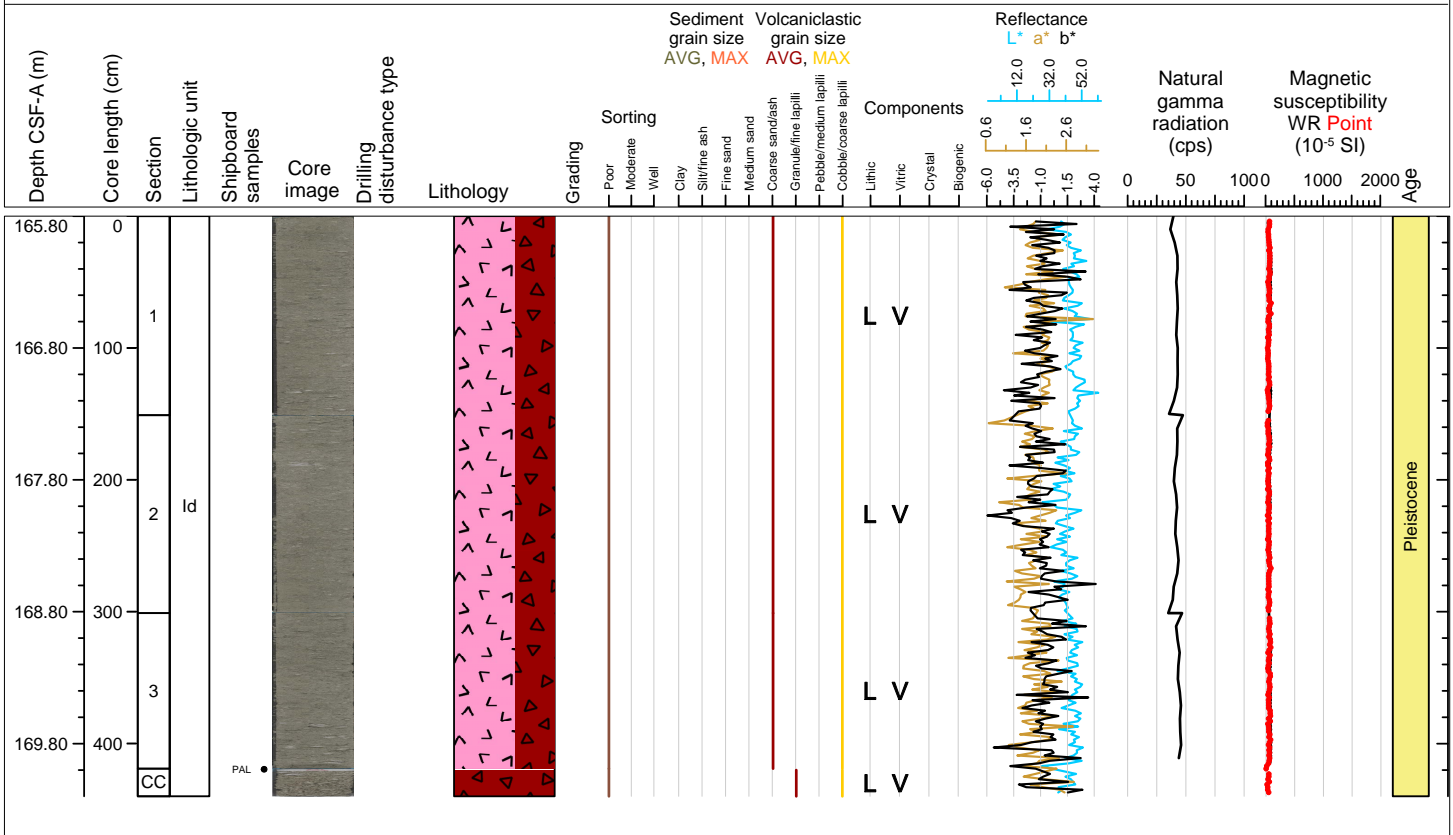 Depth CSF-A (m)
Core length (cm)
Section
Lithologic unit
Shipboard
samples
Core
image
Drilling
disturbance type
Lithology
Grading
Sorting
Poor
Moderate
Well
Sediment
grain size
AVG, MAX
Volcaniclastic
grain size
AVG, MAX
Clay
Silt/fine ash
Fine sand
Medium sand
Coarse sand/ash
Granule/fine lapilli
Pebble/medium lapilli
Cobble/coarse lapilli
Components
Lithic
Vitric
Crystal
Biogenic
Reflectance
L* a* b*
12.0 32.0 52.0
0.6 1.6 2.6
-6.0 -3.5 -1.0 1.5 4.0
Natural
gamma
radiation
(cps)
0 50 100
Magnetic
susceptibility
WR Point
(10-5 SI)
0 1000 2000
Age
165.80 0
1 L V
166.80 100
167.80 200
Id
2 L V
Pleistocene
168.80 300
3 L V
169.80 400
PAL
CC L V